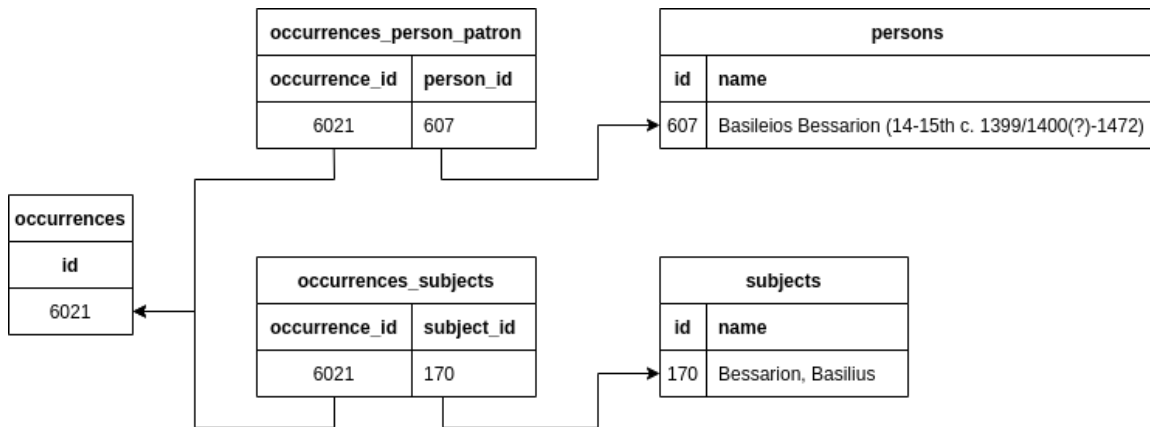 occurrences_person_patron
occurrence_id person_id
6021 607
persons
id name
607 Basileios Bessarion (14-15th c. 1399/1400(?)-1472)
occurrences
id
6021
occurrences_subjects
occurrence_id subject_id
6021 170
subjects
id name
170 Bessarion, Basilius